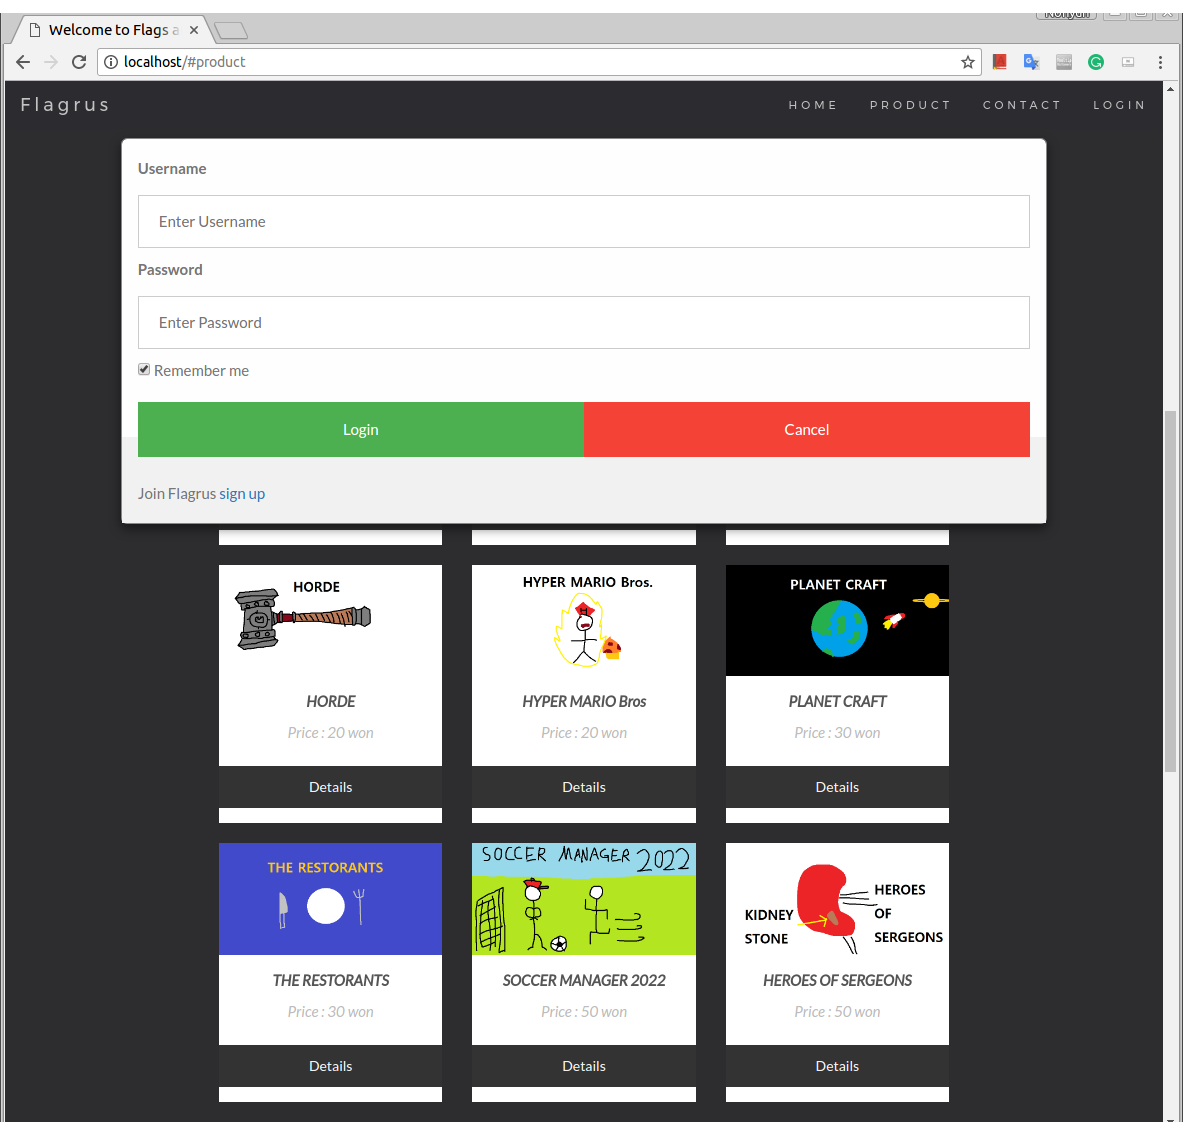 Welcome to Flags a
localhost/#product
Flagrus
HOME PRODUCT CONTACT LOGIN
Username
Enter Username
Password
Enter Password
Remember me
Login Cancel
Join Flagrus sign up
HORDE
HYPER MARIO Bros.
PLANET CRAFT
HORDE
HYPER MARIO Bros
PLANET CRAFT
Price : 20 won
Price : 20 won
Price : 30 won
Details
Details
Details
THE RESTORANTS
SOCCER MANAGER 2022
KIDNEY
STONE
HEROES
OF
SERGEONS
THE RESTORANTS
SOCCER MANAGER 2022
HEROES OF SERGEONS
Price : 30 won
Price : 50 won
Price : 50 won
Details
Details
Details